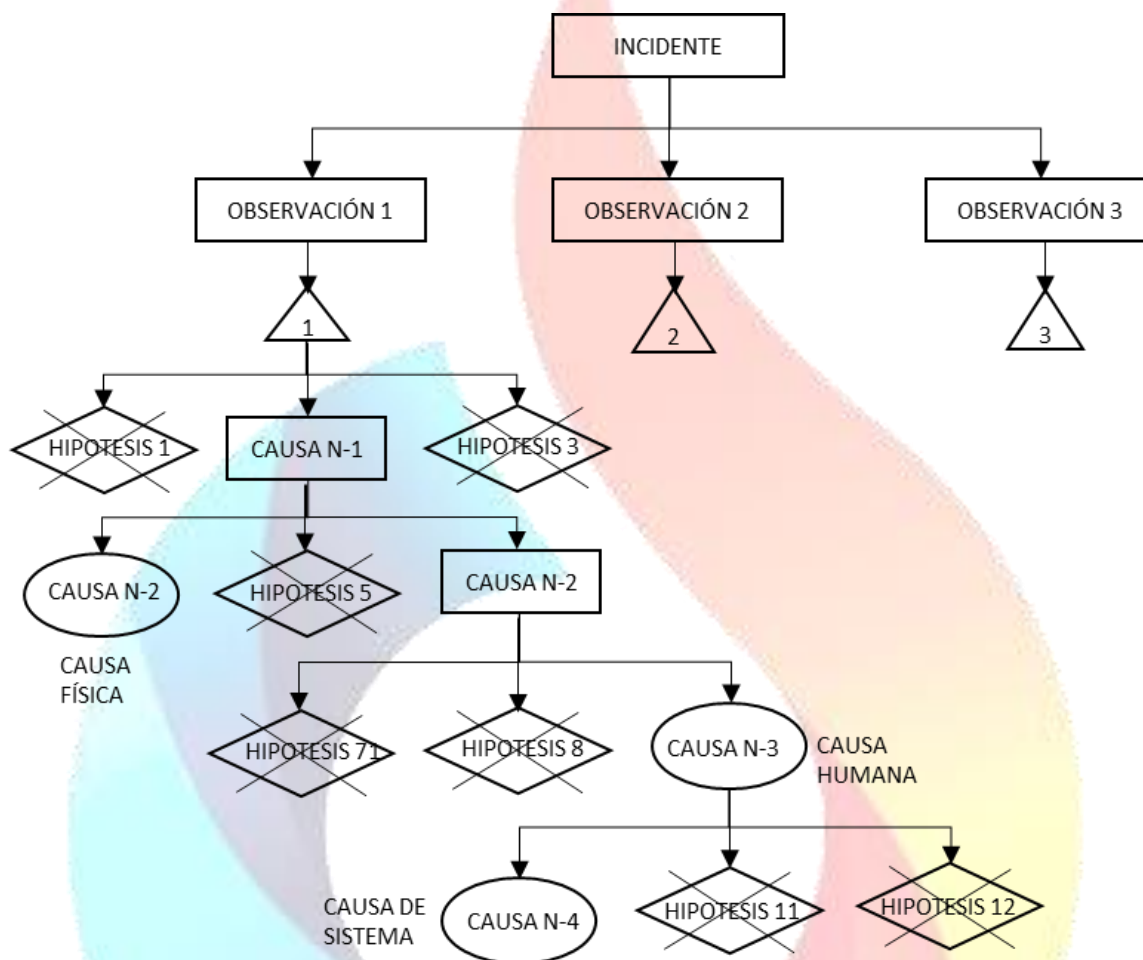 INCIDENTE
OBSERVACIÓN 1
OBSERVACIÓN 2
OBSERVACIÓN 3
1
2
3
HIPOTESIS 1
CAUSA N-1
HIPOTESIS 3
CAUSA N-2
HIPOTESIS 5
CAUSA N-2
CAUSA
FÍSICA
HIPOTESIS 71
HIPOTESIS 8
CAUSA N-3
CAUSA
HUMANA
CAUSA DE
SISTEMA
CAUSA N-4
HIPOTESIS 11
HIPOTESIS 12